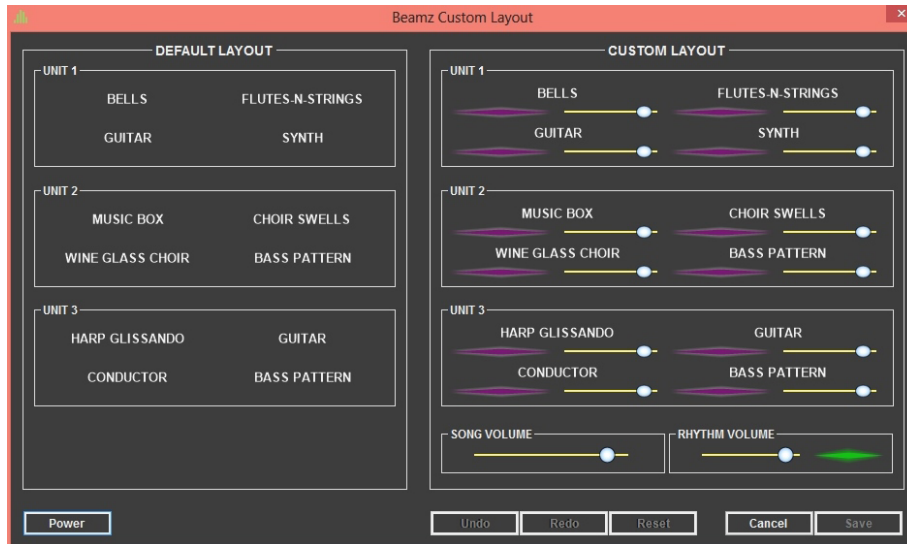 Beamz Custom Layout
×
DEFAULT LAYOUT
UNIT 1
BELLS FLUTES-N-STRINGS
GUITAR SYNTH
UNIT 2
MUSIC BOX CHOIR SWELLS
WINE GLASS CHOIR BASS PATTERN
UNIT 3
HARP GLISSANDO GUITAR
CONDUCTOR BASS PATTERN
CUSTOM LAYOUT
UNIT 1
BELLS FLUTES-N-STRINGS
GUITAR SYNTH
UNIT 2
MUSIC BOX CHOIR SWELLS
WINE GLASS CHOIR BASS PATTERN
UNIT 3
HARP GLISSANDO GUITAR
CONDUCTOR BASS PATTERN
SONG VOLUME RHYTHM VOLUME
Power Undo Redo Reset Cancel Save